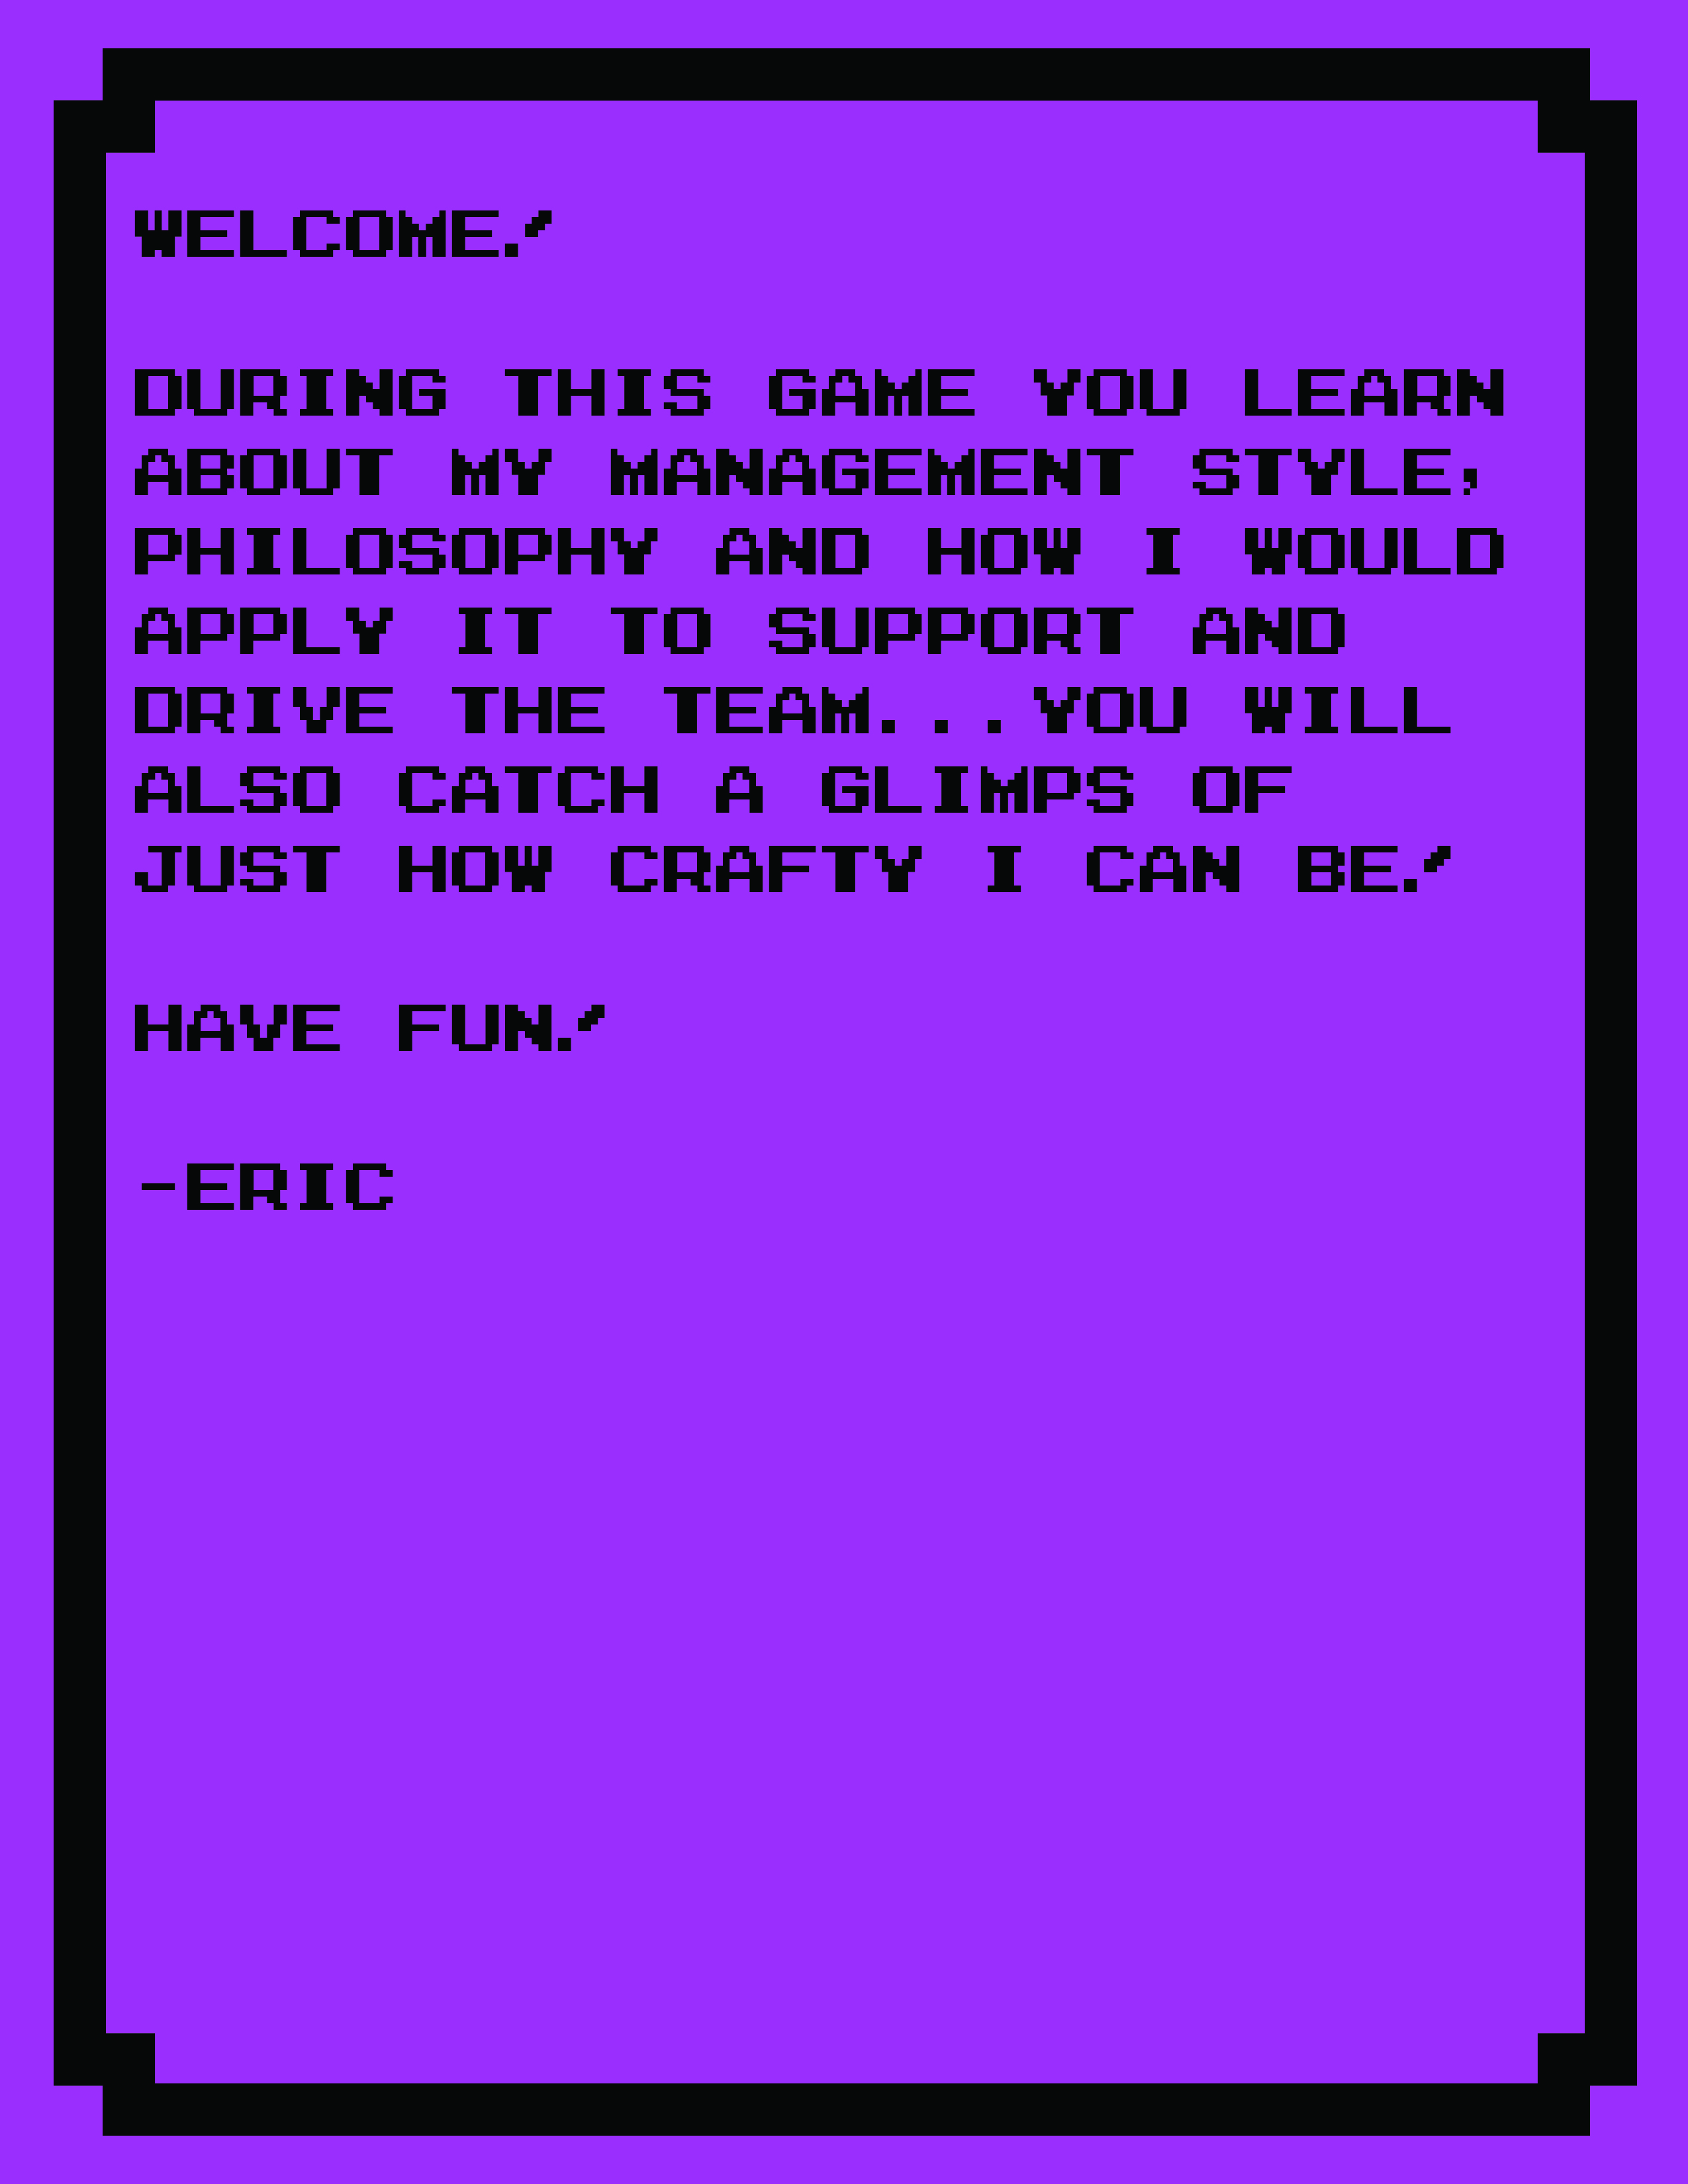 WELCOME!
DURING THIS GAME YOU LEARN
ABOUT MY MANAGEMENT STYLE,
PHILOSOPHY AND HOW I WOULD
APPLY IT TO SUPPORT AND
DRIVE THE TEAM...YOU WILL
ALSO CATCH A GLIMPS OF
JUST HOW CRAFTY I CAN BE!
HAVE FUN!
-ERIC